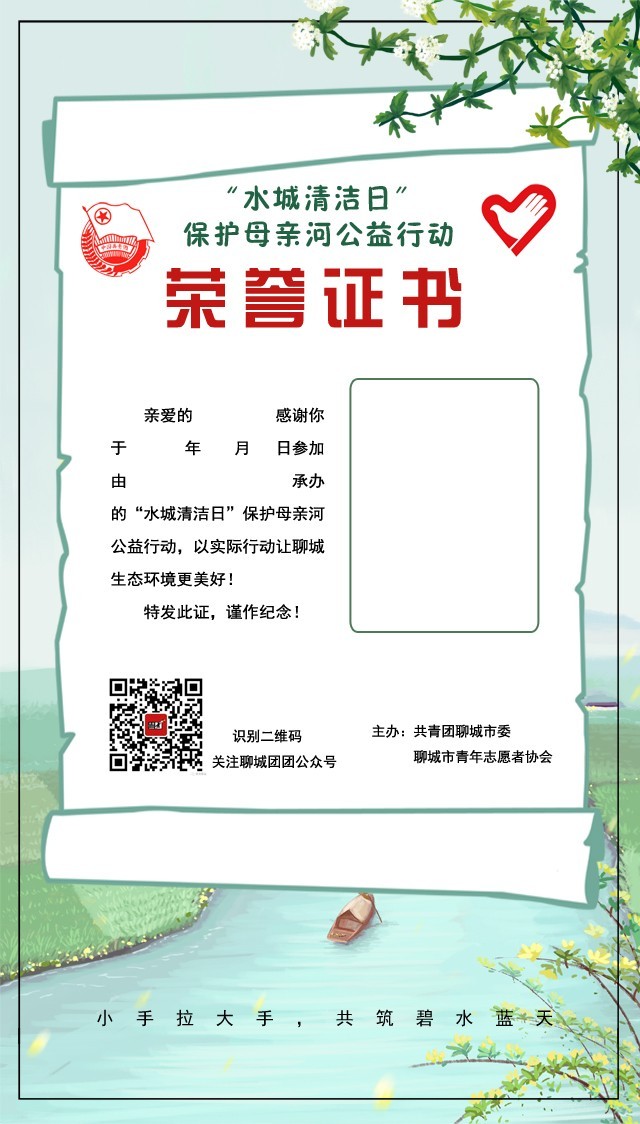 “水城清洁日”
保护母亲河公益行动
荣誉证书
亲爱的 感谢你
于 年 月 日参加
由 承办
的“水城清洁日”保护母亲河
公益行动，以实际行动让聊城
生态环境更美好！
特发此证，谨作纪念！
识别二维码
关注聊城团团公众号
主办：共青团聊城市委
聊城市青年志愿者协会
小手拉大手，共筑碧水蓝天